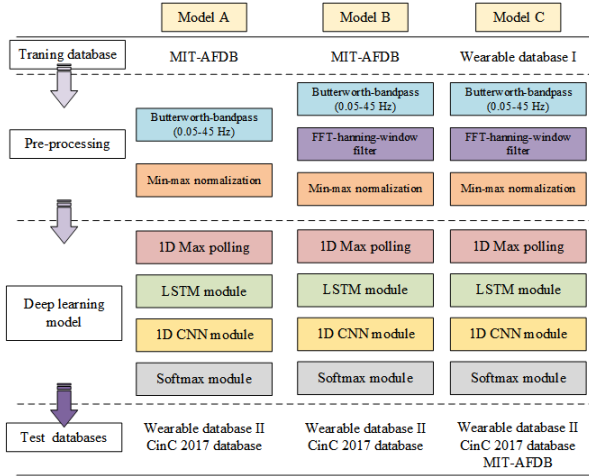 Model A Model B Model C
Traning database MIT-AFDB MIT-AFDB Wearable database I
Butterworth-bandpass
(0.05-45 Hz)
Butterworth-bandpass
(0.05-45 Hz)
Butterworth-bandpass
(0.05-45 Hz)
Pre-processing
FFT-hanning-window
filter
FFT-hanning-window
filter
Min-max normalization Min-max normalization Min-max normalization
1D Max polling 1D Max polling 1D Max polling
Deep learning
model
LSTM module LSTM module LSTM module
1D CNN module 1D CNN module 1D CNN module
Softmax module Softmax module Softmax module
Test databases
Wearable database II
CinC 2017 database
Wearable database II
CinC 2017 database
Wearable database II
CinC 2017 database
MIT-AFDB